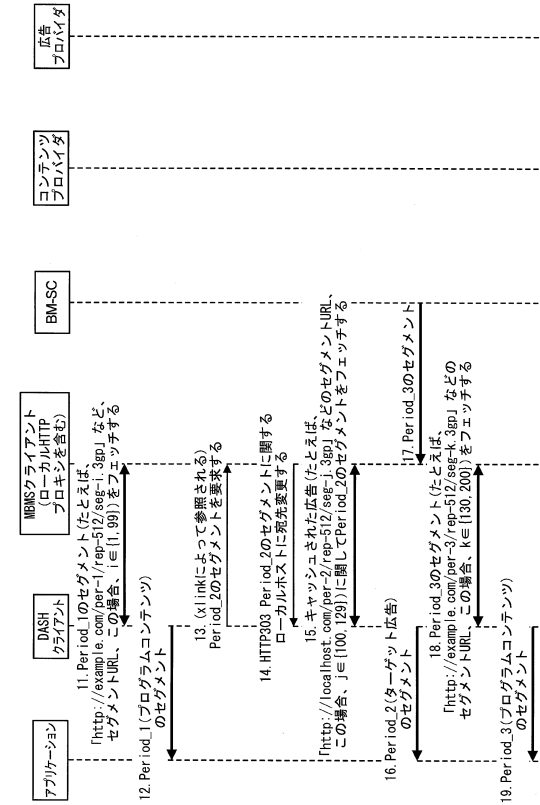 アプリケーション
DASH
クライアント
MBMSクライアント
(ローカルHTTP
プロキシを含む)
BM-SC
コンテンツ
プロバイダ
広告
プロバイダ
11. Period_1のセグメント(たとえば、
「http://example.com/per-1/rep-512/seg-i.3gp」など、
セグメントURL、この場合、i∈[1,99])をフェッチする
12. Period_1(プログラムコンテンツ)
のセグメント
13. (xlinkによって参照される)
Period_2のセグメントを要求する
14. HTTP303 Period_2のセグメントに関する
ローカルホストに宛先変更する
15. キャッシュされた広告(たとえば、
「http://localhost.com/per-2/rep-512/seg-j.3gp」などのセグメントURL、
この場合、j∈[100,129])に関してPeriod_2のセグメントをフェッチする
16. Period_2(ターゲット広告)
のセグメント
17. Period_3のセグメント
18. Period_3のセグメント(たとえば、
「http://example.com/per-3/rep-512/seg-k.3gp」などの
セグメントURL、この場合、k∈[130,200])をフェッチする
19. Period_3(プログラムコンテンツ)
のセグメント